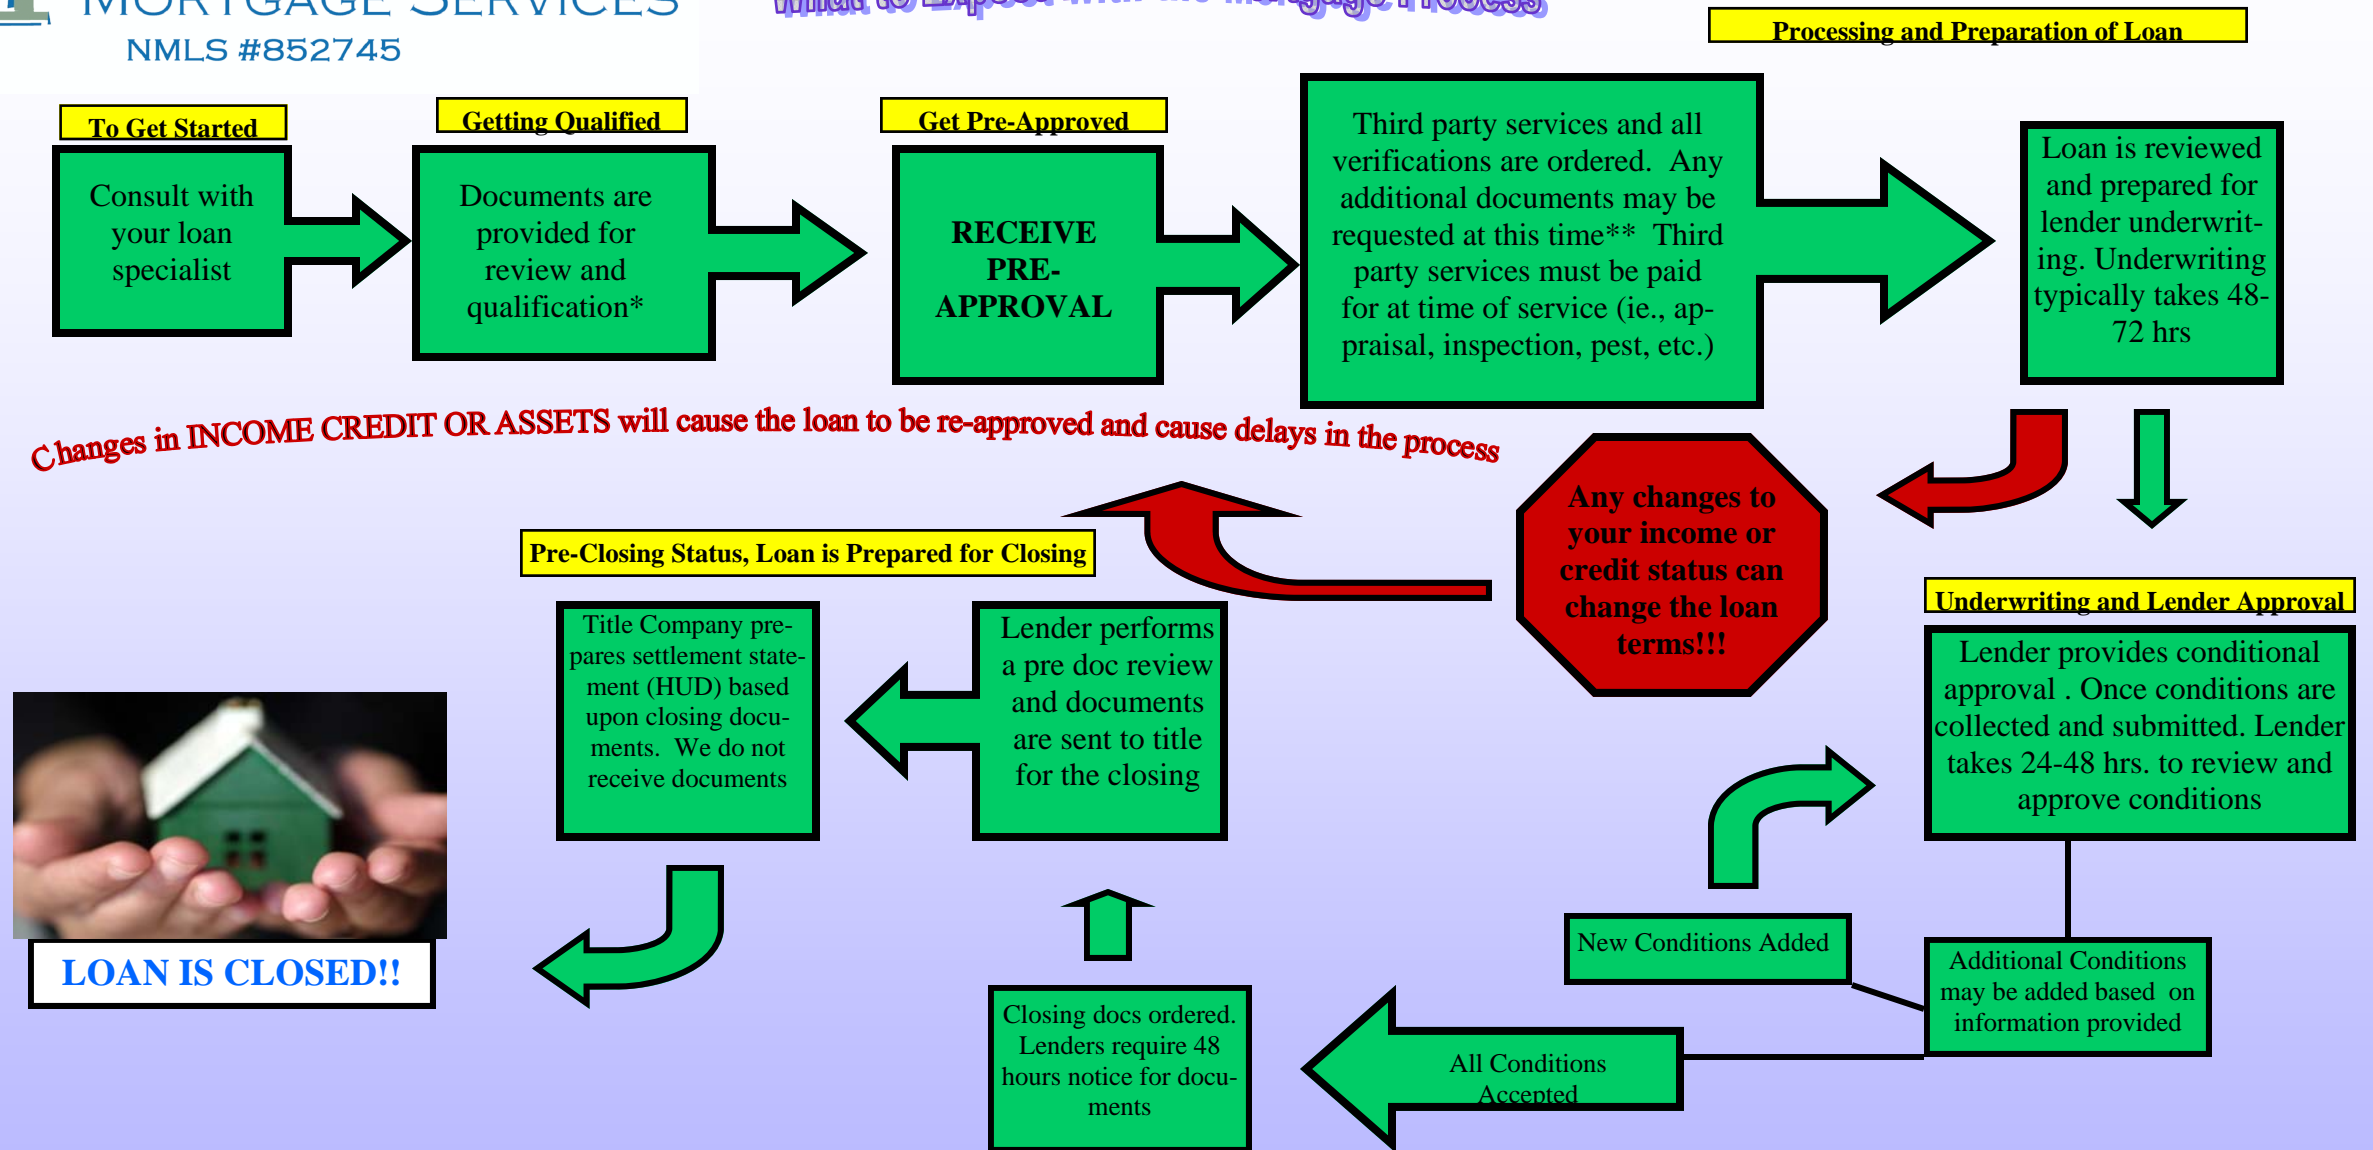 MORTGAGE SERVICES
NMLS #852745
What to Expect with the Mortgage Process
Processing and Preparation of Loan
To Get Started
Getting Qualified
Get Pre-Approved
Consult with
your loan
specialist
Documents are
provided for
review and
qualification*
RECEIVE
PRE-
APPROVAL
Third party services and all
verifications are ordered. Any
additional documents may be
requested at this time** Third
party services must be paid
for at time of service (ie., ap-
praisal, inspection, pest, etc.)
Loan is reviewed
and prepared for
lender underwrit-
ing. Underwriting
typically takes 48-
72 hrs
Changes in INCOME CREDIT OR ASSETS will cause the loan to be re-approved and cause delays in the process
Any changes to
your income or
credit status can
change the loan
terms!!!
Underwriting and Lender Approval
Lender provides conditional
approval . Once conditions are
collected and submitted. Lender
takes 24-48 hrs. to review and
approve conditions
Additional Conditions
may be added based on
information provided
New Conditions Added
All Conditions
Accepted
Closing docs ordered.
Lenders require 48
hours notice for docu-
ments
Pre-Closing Status, Loan is Prepared for Closing
Lender performs
a pre doc review
and documents
are sent to title
for the closing
Title Company pre-
pares settlement state-
ment (HUD) based
upon closing docu-
ments. We do not
receive documents
LOAN IS CLOSED!!